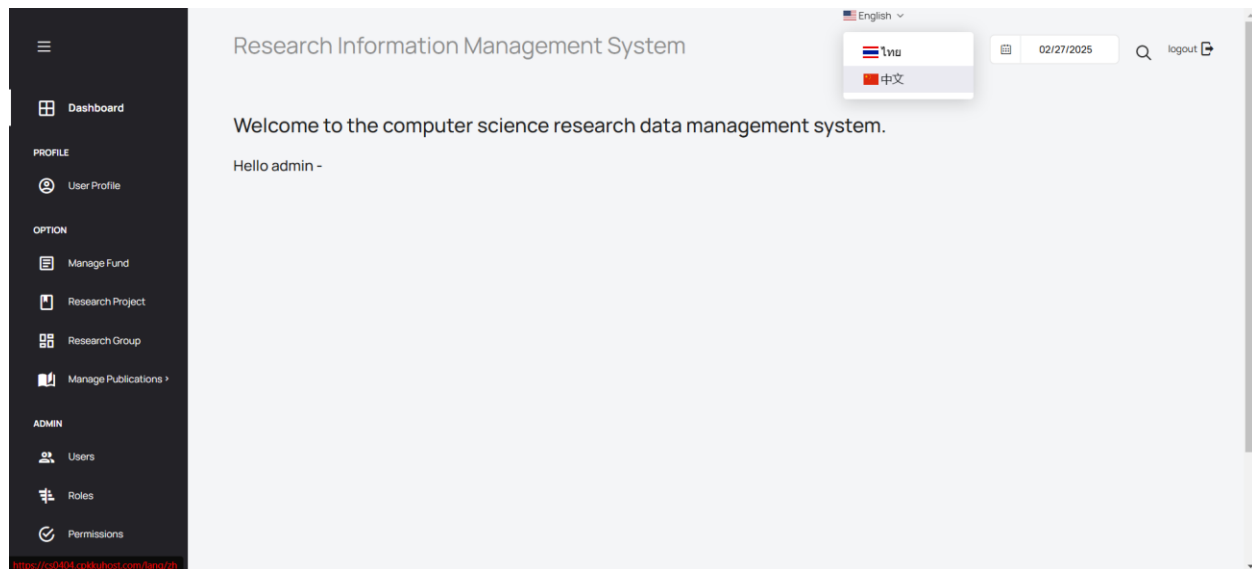 English
Research Information Management System
ไทย
中文
02/27/2025
logout
Dashboard
Welcome to the computer science research data management system.
Hello admin -
PROFILE
User Profile
OPTION
Manage Fund
Research Project
Research Group
Manage Publications >
ADMIN
Users
Roles
Permissions
https://cs0404.cpkkuhost.com/lang/zh